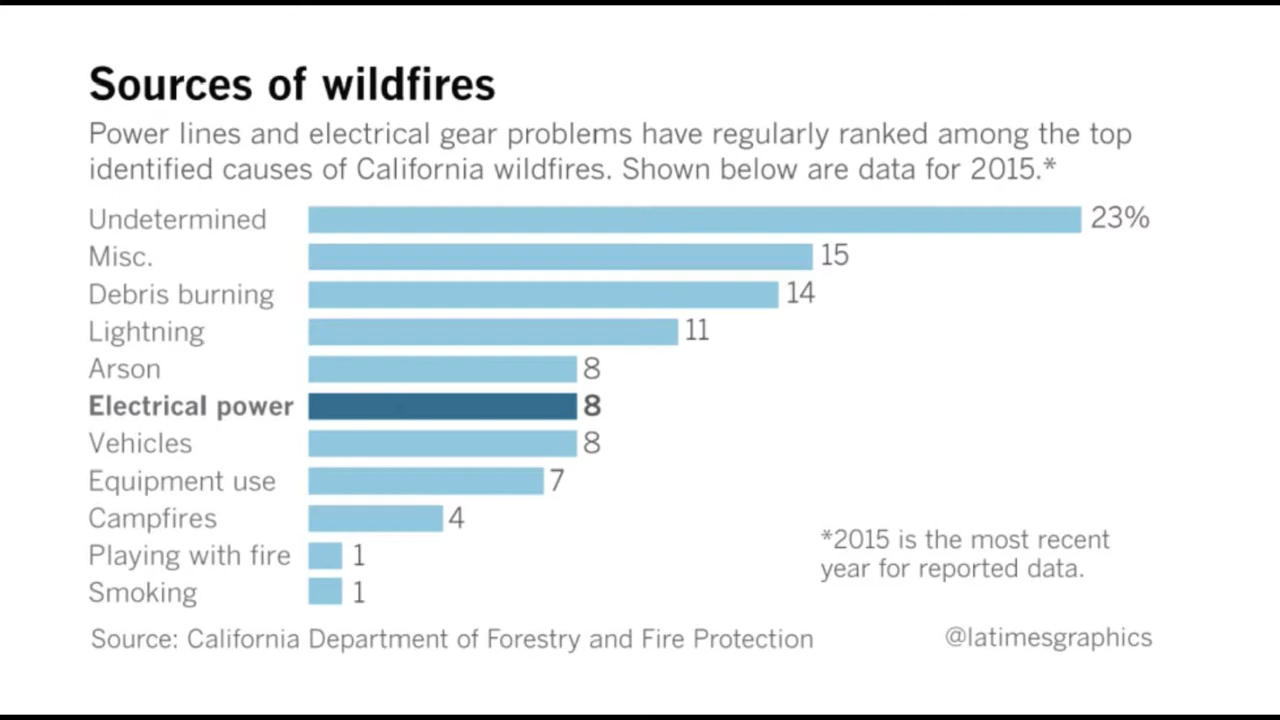 Sources of wildfires
Power lines and electrical gear problems have regularly ranked among the top
identified causes of California wildfires. Shown below are data for 2015.*
Undetermined 23%
Misc. 15
Debris burning 14
Lightning 11
Arson 8
Electrical power 8
Vehicles 8
Equipment use 7
Campfires 4
Playing with fire 1
Smoking 1
*2015 is the most recent
year for reported data.
Source: California Department of Forestry and Fire Protection
@latimesgraphics